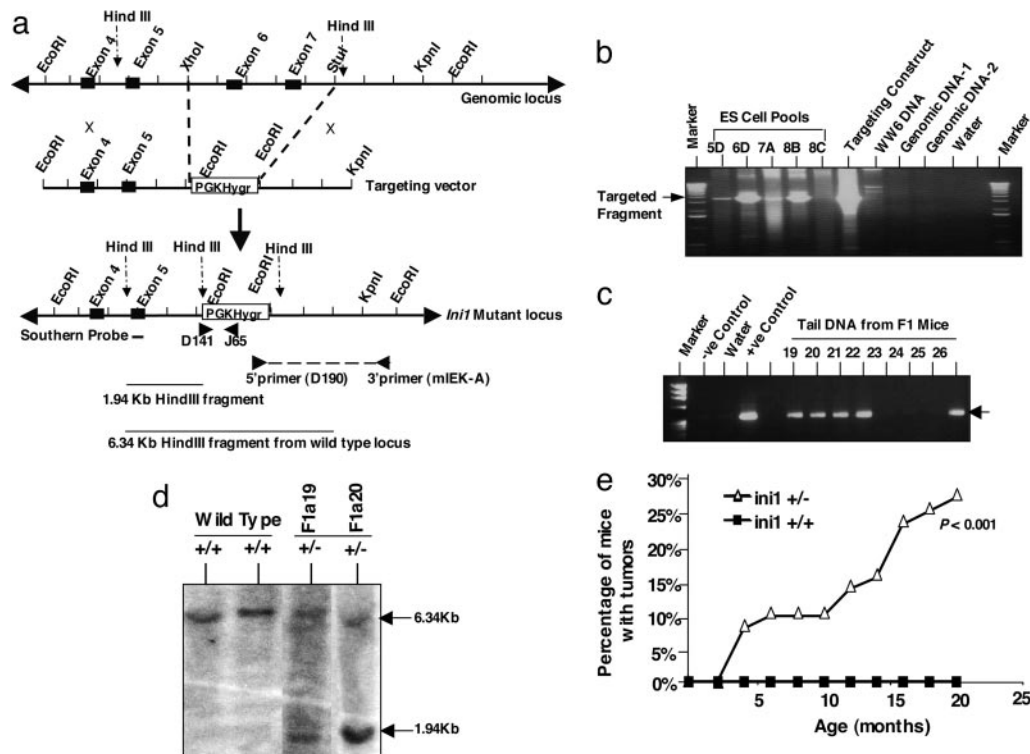 a
Hind III
Hind III
EcoRI
Exon 4
Exon 5
XhoI
Exon 6
Exon 7
StuI
KpnI
EcoRI
Genomic locus
X
X
EcoRI
Exon 4
Exon 5
EcoRI
EcoRI
KpnI
PGKHygr
Targeting vector
Hind III
Hind III
Hind III
EcoRI
Exon 4
Exon 5
EcoRI
EcoRI
KpnI
EcoRI
PGKHygr
Ini1 Mutant locus
Southern Probe
D141
J65
5'primer (D190)
3'primer (mIEK-A)
1.94 Kb HindIII fragment
6.34 Kb HindIII fragment from wild type locus
b
ES Cell Pools
Marker
5D 6D 7A 8B 8C
Targeting Construct
WW6 DNA
Genomic DNA-1
Genomic DNA-2
Water
Marker
Targeted
Fragment
c
Marker
-ve Control
Water
+ve Control
Tail DNA from F1 Mice
19 20 21 22 23 24 25 26
d
Wild Type
F1a19
F1a20
+/+ +/+ +/- +/-
6.34Kb
1.94Kb
e
Percentage of mice
with tumors
30%
25%
20%
15%
10%
5%
0%
ini1 +/-
ini1 +/+
P < 0.001
5 10 15 20 25
Age (months)